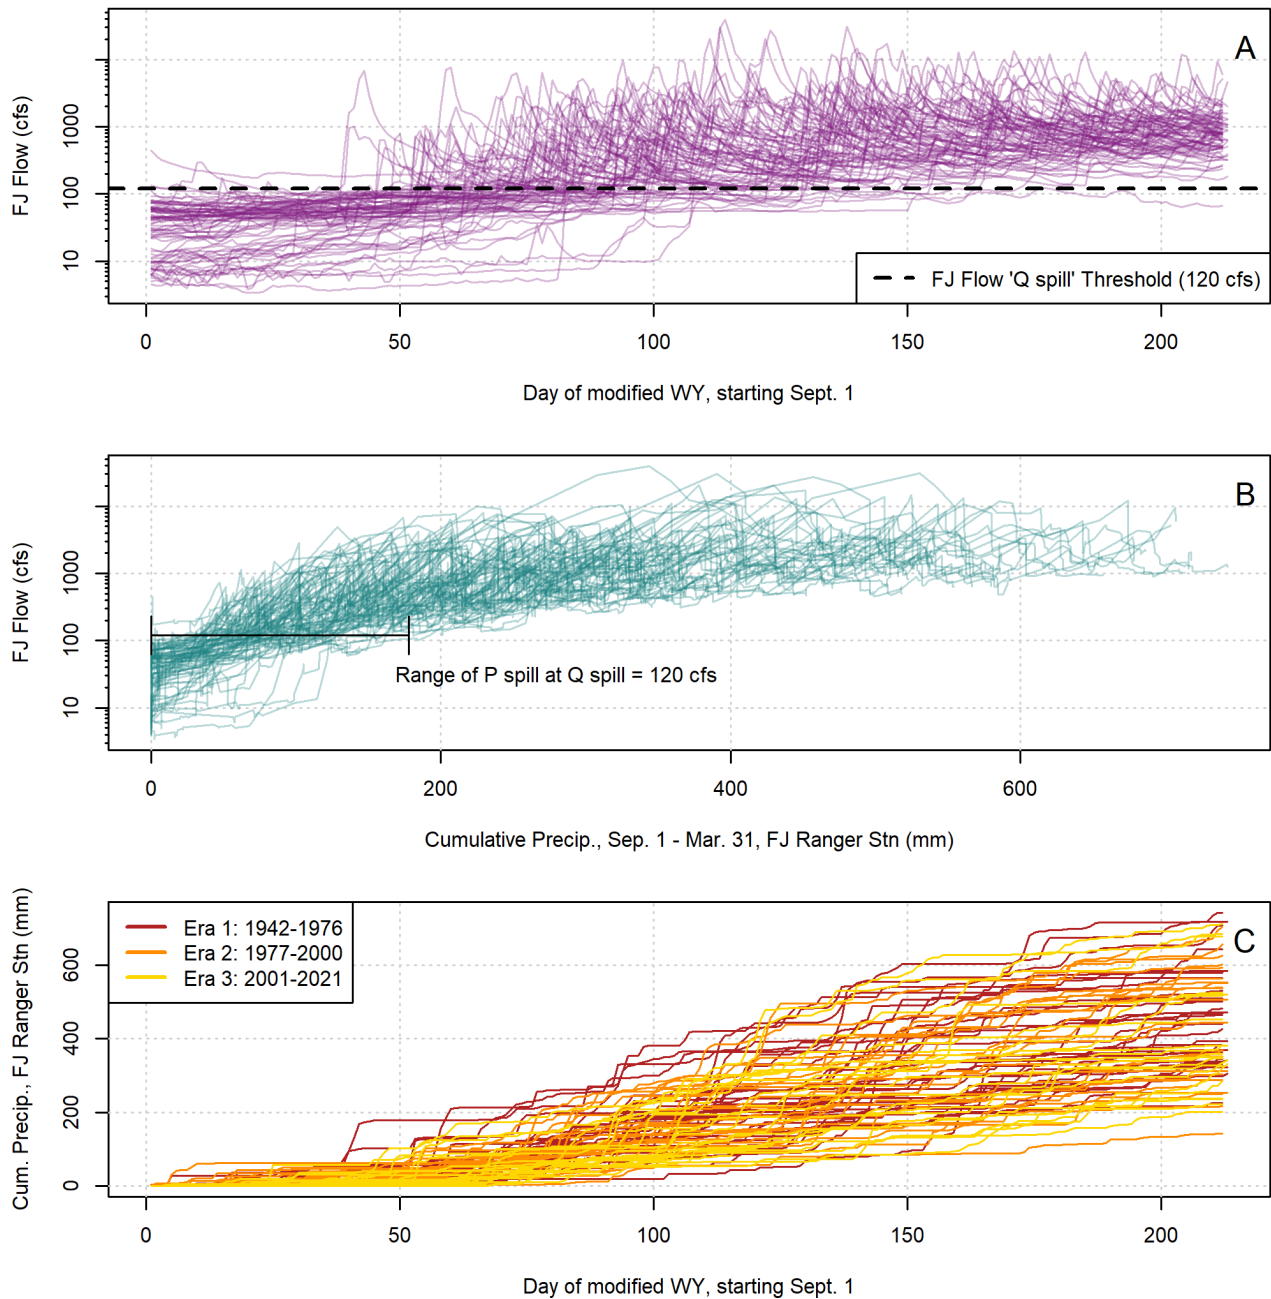 A
FJ Flow (cfs)
1000
100
10
FJ Flow 'Q spill' Threshold (120 cfs)
0 50 100 150 200
Day of modified WY, starting Sept. 1
B
FJ Flow (cfs)
1000
100
10
Range of P spill at Q spill = 120 cfs
0 200 400 600
Cumulative Precip., Sep. 1 - Mar. 31, FJ Ranger Stn (mm)
C
Cum. Precip., FJ Ranger Stn (mm)
Era 1: 1942-1976
Era 2: 1977-2000
Era 3: 2001-2021
600
400
200
0
0 50 100 150 200
Day of modified WY, starting Sept. 1